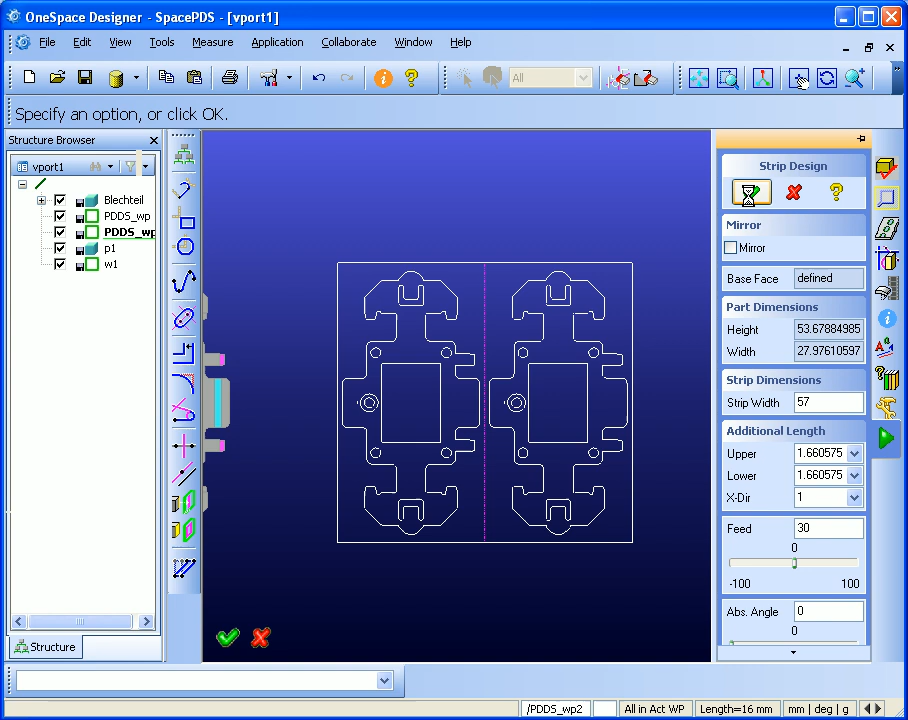 OneSpace Designer - SpacePDS - [vport1]
File Edit View Tools Measure Application Collaborate Window Help
All
Specify an option, or click OK.
Structure Browser
vport1
Blechteil
PDDS_wp
PDDS_wp
p1
w1
Structure
Strip Design
Mirror
Mirror
Base Face defined
Part Dimensions
Height 53.67884985
Width 27.97610597
Strip Dimensions
Strip Width 57
Additional Length
Upper 1.660575
Lower 1.660575
X-Dir 1
Feed 30
0
-100 100
Abs. Angle 0
0
/PDDS_wp2 All in Act WP Length=16 mm mm | deg | g